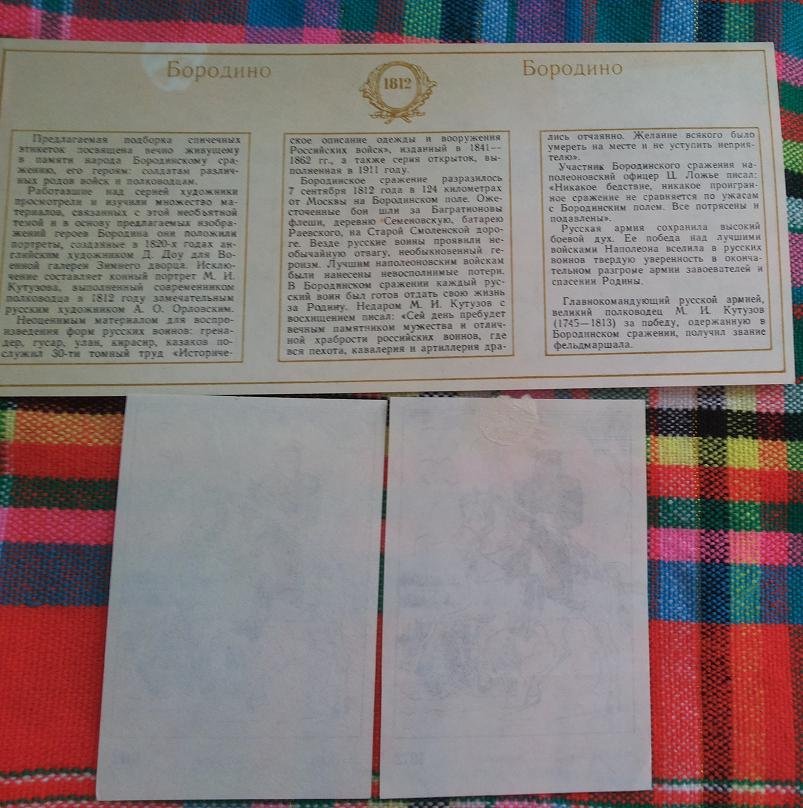 Бородино
1812
Бородино
Предлагаемая подборка спичечных
этикеток посвящена вечно живущему
в памяти народа Бородинскому сра-
жению, его героям: солдатам различ-
ных родов войск и полководцам.
Работавшие над серией художники
просмотрели и изучили множество ма-
териалов, связанных с этой необъятной
темой и в основу предлагаемых изобра-
жений героев Бородина они положили
портреты, созданные в 1820-х годах ан-
глийским художником Д. Доу для Во-
енной галереи Зимнего дворца. Исклю-
чение составляет конный портрет М. И.
Кутузова, выполненный современником
полководца в 1812 году замечательным
русским художником А. О. Орловским.
Неоценимым материалом для воспро-
изведения форм русских воинов: грена-
дер, гусар, улан, кирасир, казаков по-
служил 30-ти томный труд «Историче-
ское описание одежды и вооружения
Российских войск», изданный в 1841—
1862 гг., а также серия открыток, вы-
полненная в 1911 году.
Бородинское сражение разразилось
7 сентября 1812 года в 124 километрах
от Москвы на Бородинском поле. Оже-
сточенные бои шли за Багратионовы
флеши, деревню Семеновскую, батарею
Раевского, на Старой Смоленской доро-
ге. Везде русские воины проявили не-
обычайную отвагу, необыкновенный ге-
роизм. Лучшим наполеоновским войскам
были нанесены невосполнимые потери.
В Бородинском сражении каждый рус-
ский воин был готов отдать свою жизнь
за Родину. Недаром М. И. Кутузов с
восхищением писал: «Сей день пребудет
вечным памятником мужества и отлич-
ной храбрости российских воинов, где
вся пехота, кавалерия и артиллерия дра-
лись отчаянно. Желание всякого было
умереть на месте и не уступить неприя-
телю».
Участник Бородинского сражения на-
полеоновский офицер Ц. Ложье писал:
«Никакое бедствие, никакое проигран-
ное сражение не сравняется по ужасам
с Бородинским полем. Все потрясены и
подавлены».
Русская армия сохранила высокий
боевой дух. Ее победа над лучшими
войсками Наполеона вселила в русских
воинов твердую уверенность в оконча-
тельном разгроме армии завоевателей и
спасении Родины.
Главнокомандующий русской армией,
великий полководец М. И. Кутузов
(1745—1813) за победу, одержанную в
Бородинском сражении, получил звание
фельдмаршала.